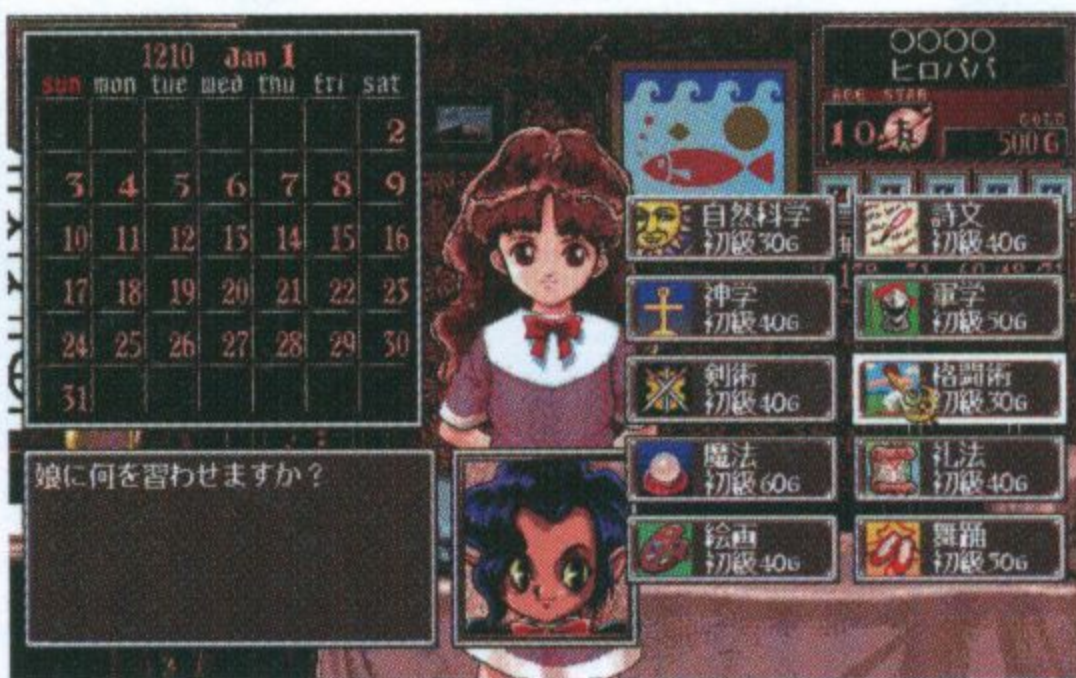 1210 Jan 1
sun mon tue wed thu fri sat
2
3 4 5 6 7 8 9
10 11 12 13 14 15 16
17 18 19 20 21 22 23
24 25 26 27 28 29 30
31
○○○○
ヒロパパ
AGE STAR
GOLD
10
500G
自然科学
初級30G
詩文
初級40G
神学
初級40G
軍学
初級50G
剣術
初級40G
格闘術
初級30G
魔法
初級60G
礼法
初級40G
絵画
初級40G
舞踊
初級50G
娘に何を習わせますか?